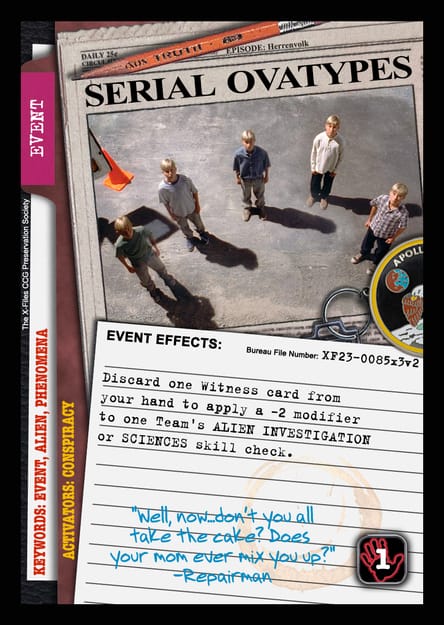 DAILY 25¢
TRUTH
EPISODE: Herrenvolk
SERIAL OVATYPES
EVENT
The X-Files CCG Preservation Society
APOLL
EVENT EFFECTS:
Bureau File Number: XF23-0085x3v2
Discard one Witness card from
your hand to apply a -2 modifier
to one Team's ALIEN INVESTIGATION
or SCIENCES skill check.
KEYWORDS: EVENT, ALIEN, PHENOMENA
ACTIVATORS: CONSPIRACY
"Well, now...don't you all
take the cake? Does
your mom ever mix you up?"
-Repairman
1